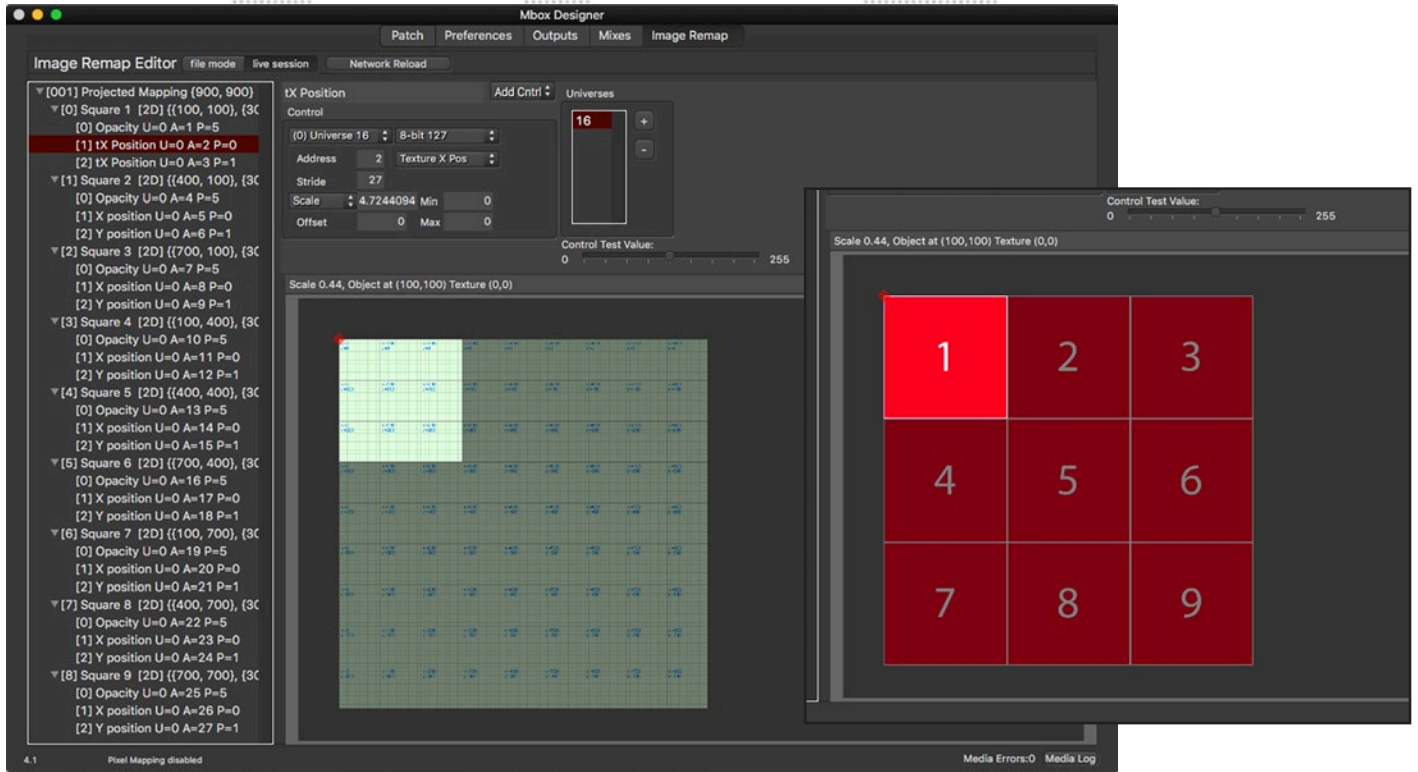 Mbox Designer
Patch Preferences Outputs Mixes Image Remap
Image Remap Editor file mode live session Network Reload
[001] Projected Mapping {900, 900}
[0] Square 1 [2D] {{100, 100}, {30
[0] Opacity U=0 A=1 P=5
[1] tX Position U=0 A=2 P=0
[2] tX Position U=0 A=3 P=1
[1] Square 2 [2D] {{400, 100}, {30
[0] Opacity U=0 A=4 P=5
[1] X position U=0 A=5 P=0
[2] Y position U=0 A=6 P=1
[2] Square 3 [2D] {{700, 100}, {30
[0] Opacity U=0 A=7 P=5
[1] X position U=0 A=8 P=0
[2] Y position U=0 A=9 P=1
[3] Square 4 [2D] {{100, 400}, {30
[0] Opacity U=0 A=10 P=5
[1] X position U=0 A=11 P=0
[2] Y position U=0 A=12 P=1
[4] Square 5 [2D] {{400, 400}, {30
[0] Opacity U=0 A=13 P=5
[1] X position U=0 A=14 P=0
[2] Y position U=0 A=15 P=1
[5] Square 6 [2D] {{700, 400}, {30
[0] Opacity U=0 A=16 P=5
[1] X position U=0 A=17 P=0
[2] Y position U=0 A=18 P=1
[6] Square 7 [2D] {{100, 700}, {30
[0] Opacity U=0 A=19 P=5
[1] X position U=0 A=20 P=0
[2] Y position U=0 A=21 P=1
[7] Square 8 [2D] {{400, 700}, {30
[0] Opacity U=0 A=22 P=5
[1] X position U=0 A=23 P=0
[2] Y position U=0 A=24 P=1
[8] Square 9 [2D] {{700, 700}, {30
[0] Opacity U=0 A=25 P=5
[1] X position U=0 A=26 P=0
[2] Y position U=0 A=27 P=1
tX Position Add Cntrl
Control
(0) Universe 16 8-bit 127
Address 2 Texture X Pos
Stride 27
Scale 4.7244094 Min 0
Offset 0 Max 0
Universes
16
+
-
Control Test Value:
0 255
Scale 0.44, Object at (100,100) Texture (0,0)
Control Test Value:
0 255
Scale 0.44, Object at (100,100) Texture (0,0)
1 2 3
4 5 6
7 8 9
4.1 Pixel Mapping disabled Media Errors:0 Media Log